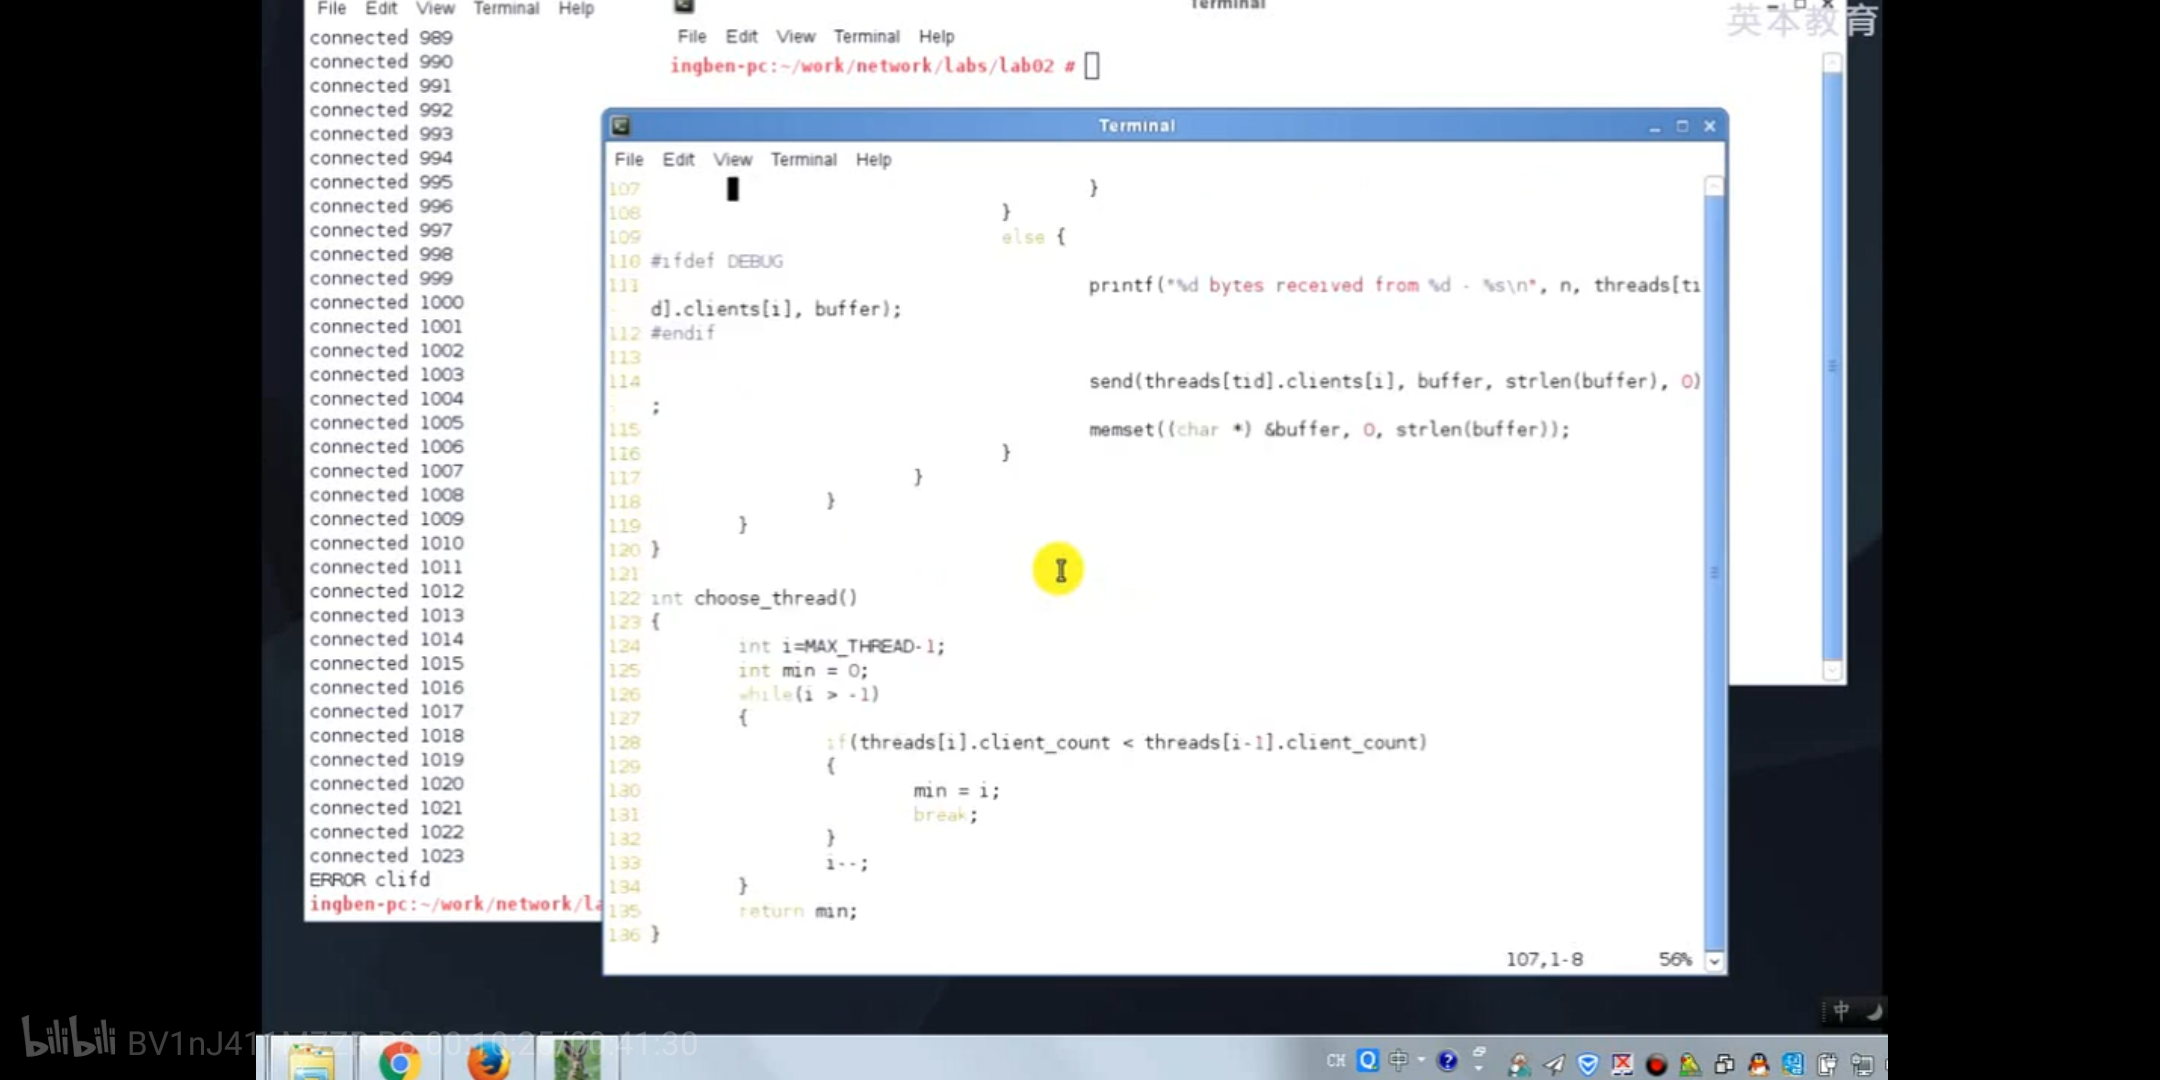 File Edit View Terminal Help
connected 989
connected 990
connected 991
connected 992
connected 993
connected 994
connected 995
connected 996
connected 997
connected 998
connected 999
connected 1000
connected 1001
connected 1002
connected 1003
connected 1004
connected 1005
connected 1006
connected 1007
connected 1008
connected 1009
connected 1010
connected 1011
connected 1012
connected 1013
connected 1014
connected 1015
connected 1016
connected 1017
connected 1018
connected 1019
connected 1020
connected 1021
connected 1022
connected 1023
ERROR clifd
ingben-pc:~/work/network/la
Terminal
英本教育
File Edit View Terminal Help
ingben-pc:~/work/network/labs/lab02 #
Terminal
File Edit View Terminal Help
107 }
108 }
109 else {
110 #ifdef DEBUG
111 printf("%d bytes received from %d - %s\n", n, threads[ti
d].clients[i], buffer);
112 #endif
113
114 send(threads[tid].clients[i], buffer, strlen(buffer), 0)
;
115 memset((char *) &buffer, 0, strlen(buffer));
116 }
117 }
118 }
119 }
120 }
121
122 int choose_thread()
123 {
124 int i=MAX_THREAD-1;
125 int min = 0;
126 while(i > -1)
127 {
128 if(threads[i].client_count < threads[i-1].client_count)
129 {
130 min = i;
131 break;
132 }
133 i--;
134 }
135 return min;
136 }
107,1-8 56%
中
bilibili
CH 中